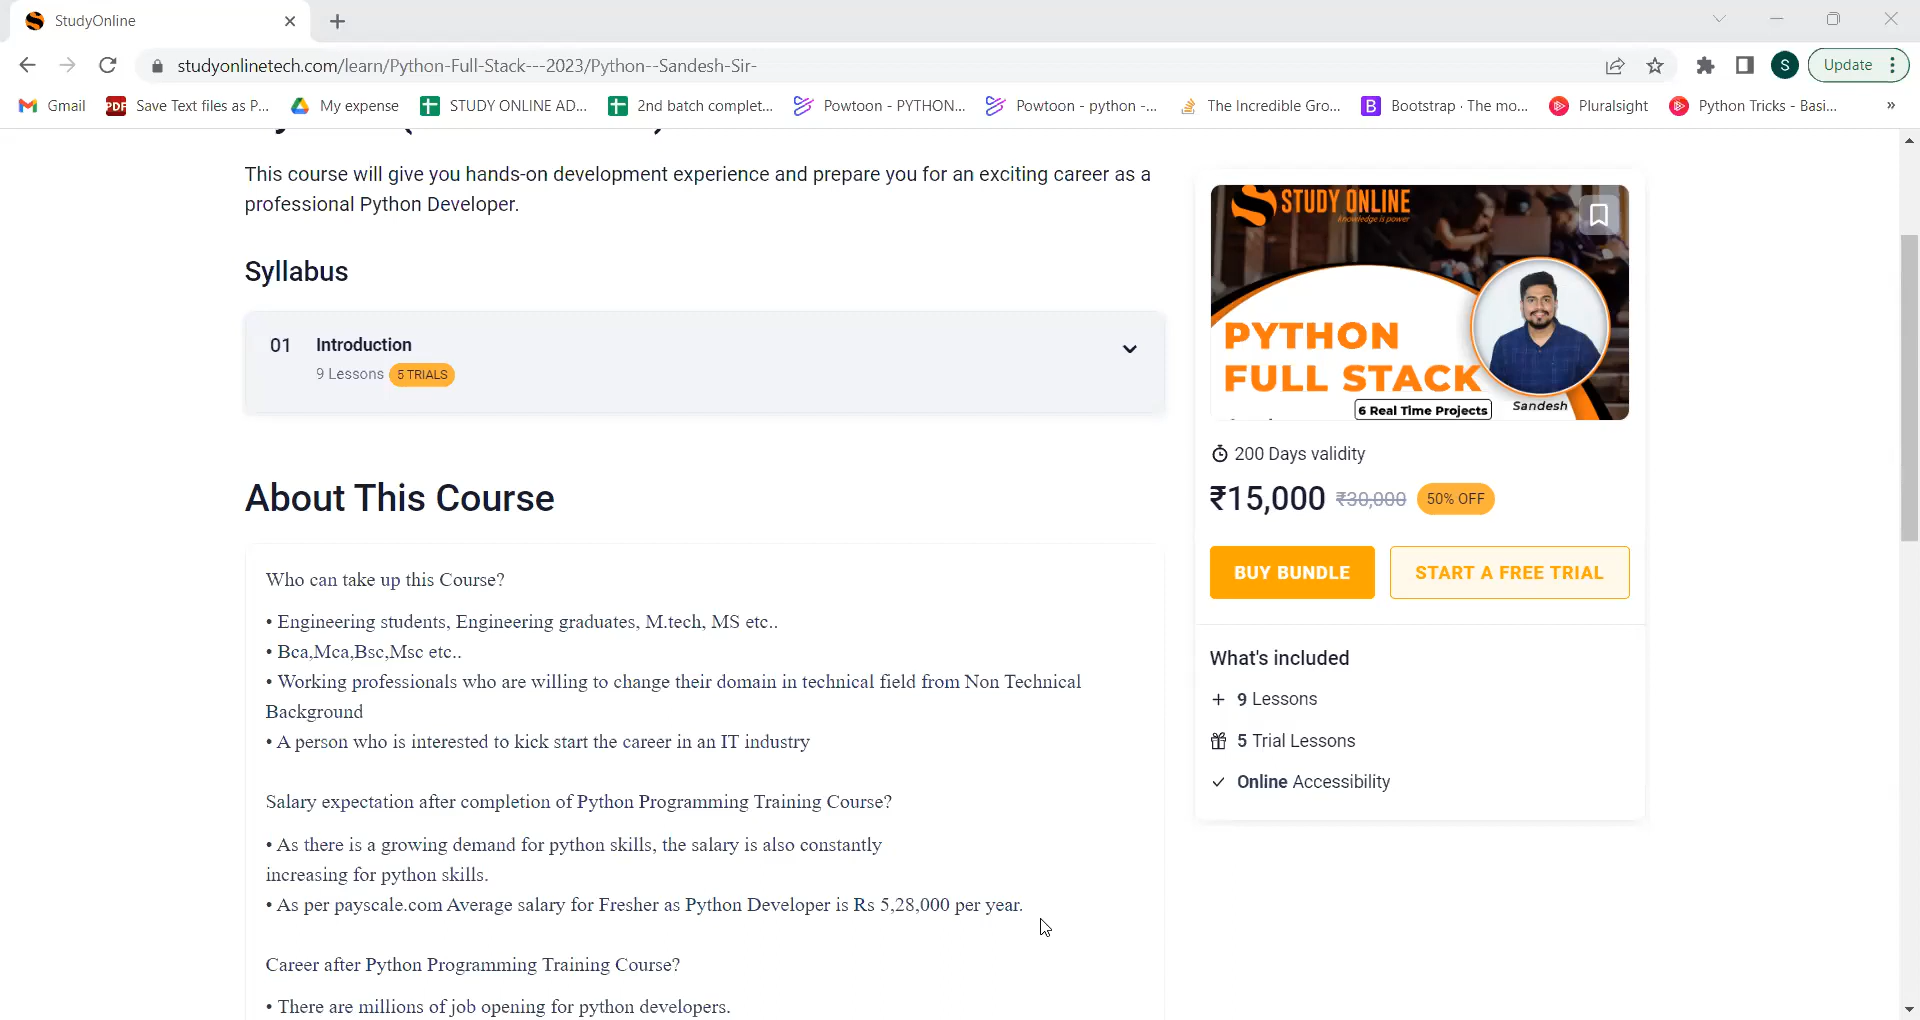 StudyOnline
studyonlinetech.com/learn/Python-Full-Stack---2023/Python--Sandesh-Sir-
S
Update
Gmail
PDF
Save Text files as P...
My expense
STUDY ONLINE AD...
2nd batch complet...
Powtoon - PYTHON...
Powtoon - python -...
The Incredible Gro...
B
Bootstrap · The mo...
Pluralsight
Python Tricks - Basi...
»
This course will give you hands-on development experience and prepare you for an exciting career as a
professional Python Developer.
Syllabus
01 Introduction
9 Lessons 5 TRIALS
About This Course
Who can take up this Course?
• Engineering students, Engineering graduates, M.tech, MS etc..
• Bca,Mca,Bsc,Msc etc..
• Working professionals who are willing to change their domain in technical field from Non Technical
Background
• A person who is interested to kick start the career in an IT industry
Salary expectation after completion of Python Programming Training Course?
• As there is a growing demand for python skills, the salary is also constantly
increasing for python skills.
• As per payscale.com Average salary for Fresher as Python Developer is Rs 5,28,000 per year.
Career after Python Programming Training Course?
• There are millions of job opening for python developers.
STUDY ONLINE
knowledge is power
PYTHON
FULL STACK
6 Real Time Projects
Sandesh
200 Days validity
₹15,000 ₹30,000 50% OFF
BUY BUNDLE
START A FREE TRIAL
What's included
+ 9 Lessons
5 Trial Lessons
Online Accessibility